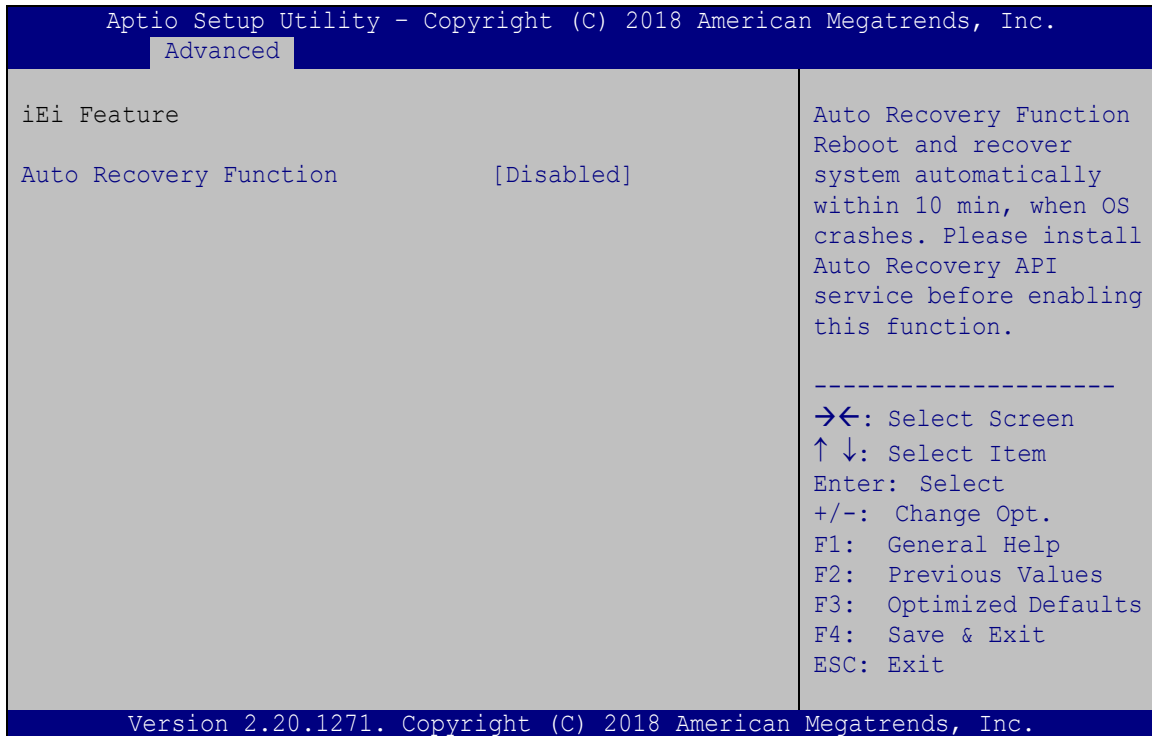 Aptio Setup Utility – Copyright (C) 2018 American Megatrends, Inc.
Advanced
iEi Feature
Auto Recovery Function [Disabled]
Auto Recovery Function
Reboot and recover
system automatically
within 10 min, when OS
crashes. Please install
Auto Recovery API
service before enabling
this function.
---------------------
→←: Select Screen
↑ ↓: Select Item
Enter: Select
+/-: Change Opt.
F1: General Help
F2: Previous Values
F3: Optimized Defaults
F4: Save & Exit
ESC: Exit
Version 2.20.1271. Copyright (C) 2018 American Megatrends, Inc.